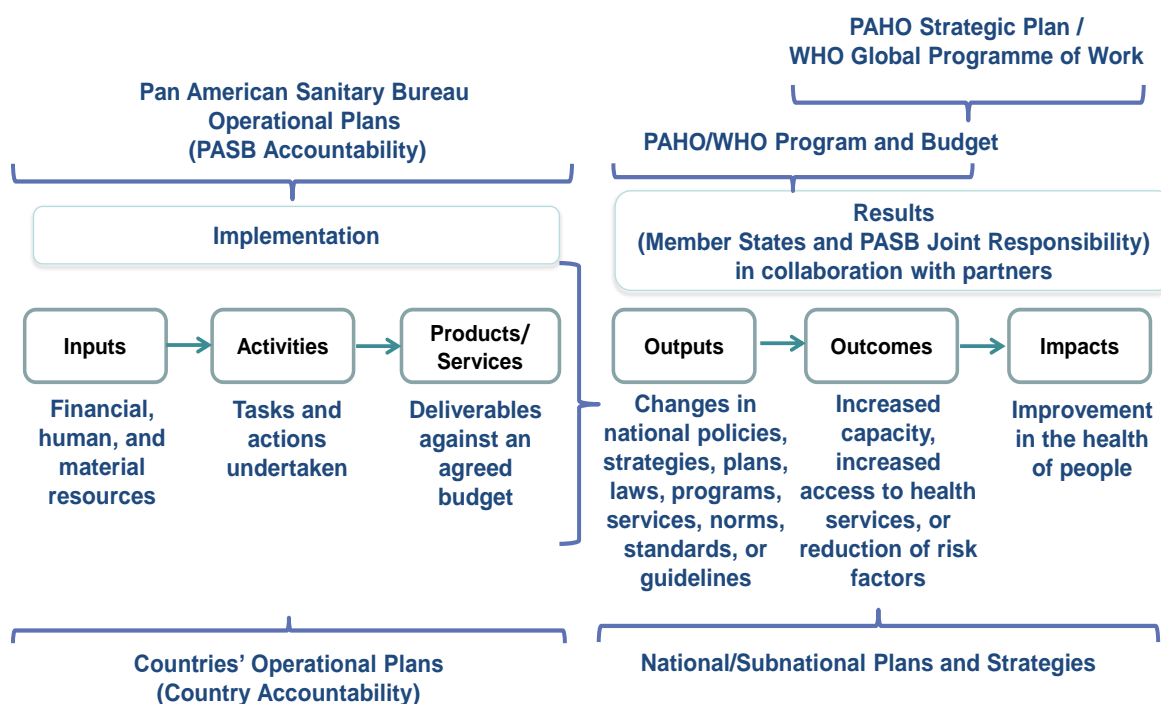 PAHO Strategic Plan /
WHO Global Programme of Work
Pan American Sanitary Bureau
Operational Plans
(PASB Accountability)
PAHO/WHO Program and Budget
Implementation
Results
(Member States and PASB Joint Responsibility)
in collaboration with partners
Inputs
Activities
Products/
Services
Outputs
Outcomes
Impacts
Financial,
human, and
material
resources
Tasks and
actions
undertaken
Deliverables
against an
agreed
budget
Changes in
national policies,
strategies, plans,
laws, programs,
services, norms,
standards, or
guidelines
Increased
capacity,
increased
access to health
services, or
reduction of risk
factors
Improvement
in the health
of people
Countries’ Operational Plans
(Country Accountability)
National/Subnational Plans and Strategies